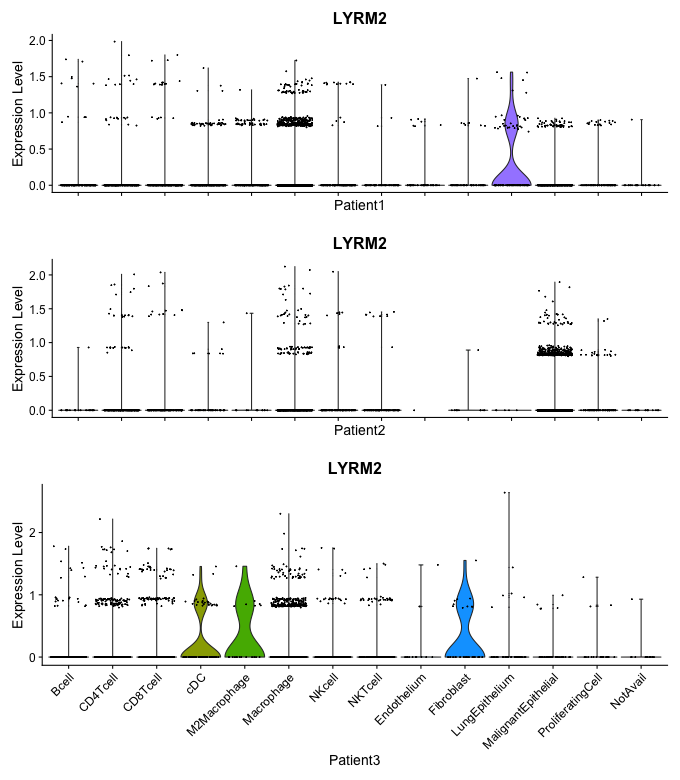 LYRM2
Expression Level
2.0
1.5
1.0
0.5
0.0
Patient1
LYRM2
Expression Level
2.0
1.5
1.0
0.5
0.0
Patient2
LYRM2
Expression Level
2
1
0
Bcell
CD4Tcell
CD8Tcell
cDC
M2Macrophage
Macrophage
NKcell
NKTcell
Endothelium
Fibroblast
LungEpithelium
MalignantEpithelial
ProliferatingCell
NotAvail
Patient3